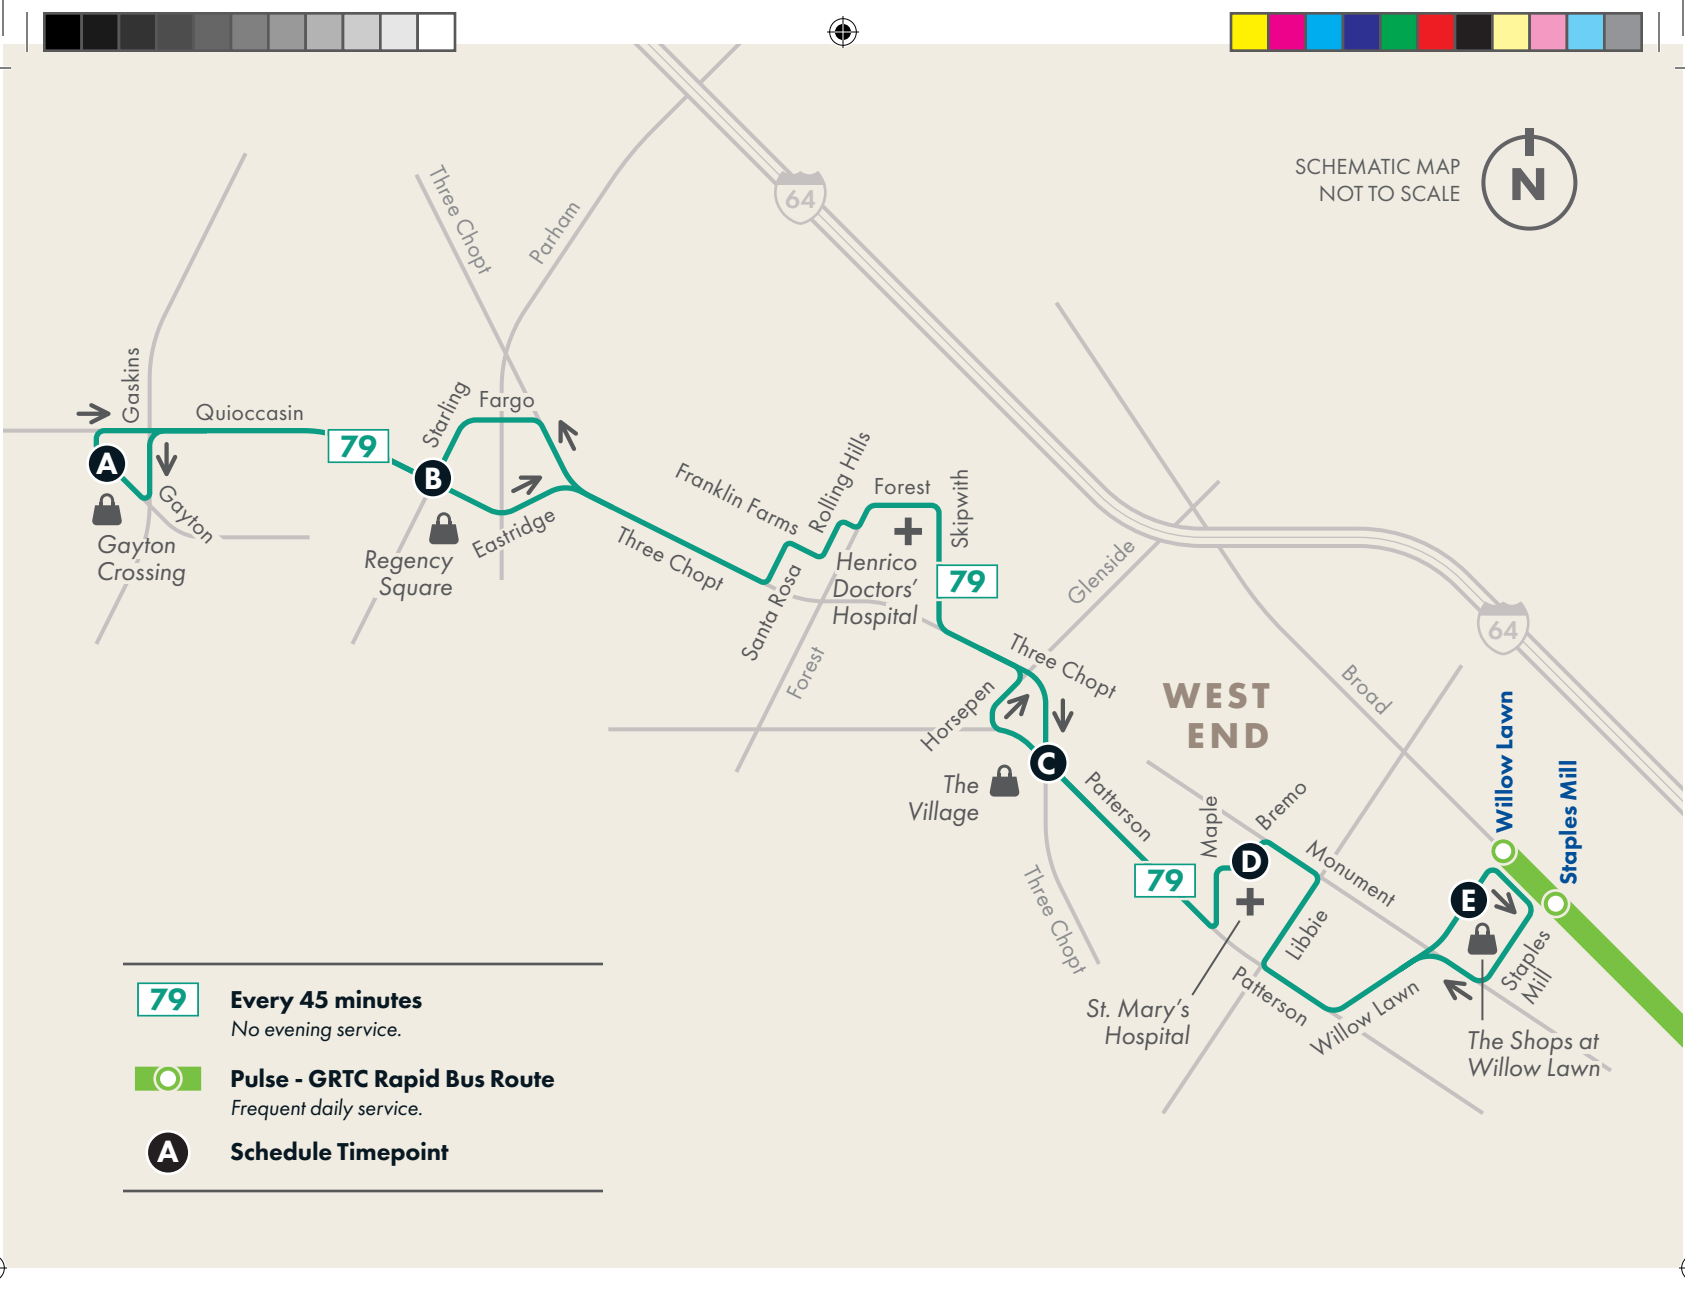 64
SCHEMATIC MAP
NOT TO SCALE
N
Three Chopt
Parham
Gaskins
Quioccasin
79
Starling
Fargo
A
B
Gayton
Gayton
Crossing
Regency
Square
Eastridge
Three Chopt
Franklin Farms
Rolling Hills
Forest
Skipwith
Henrico
Doctors'
Hospital
79
Santa Rosa
Forest
Glenside
64
Three Chopt
Horsepen
WEST
END
Broad
C
The
Village
Patterson
Maple
Bremo
Willow Lawn
Staples Mill
79
D
Monument
Three Chopt
Libbie
E
Staples
Mill
Patterson
Willow Lawn
St. Mary's
Hospital
The Shops at
Willow Lawn
79
Every 45 minutes
No evening service.
Pulse - GRTC Rapid Bus Route
Frequent daily service.
A
Schedule Timepoint